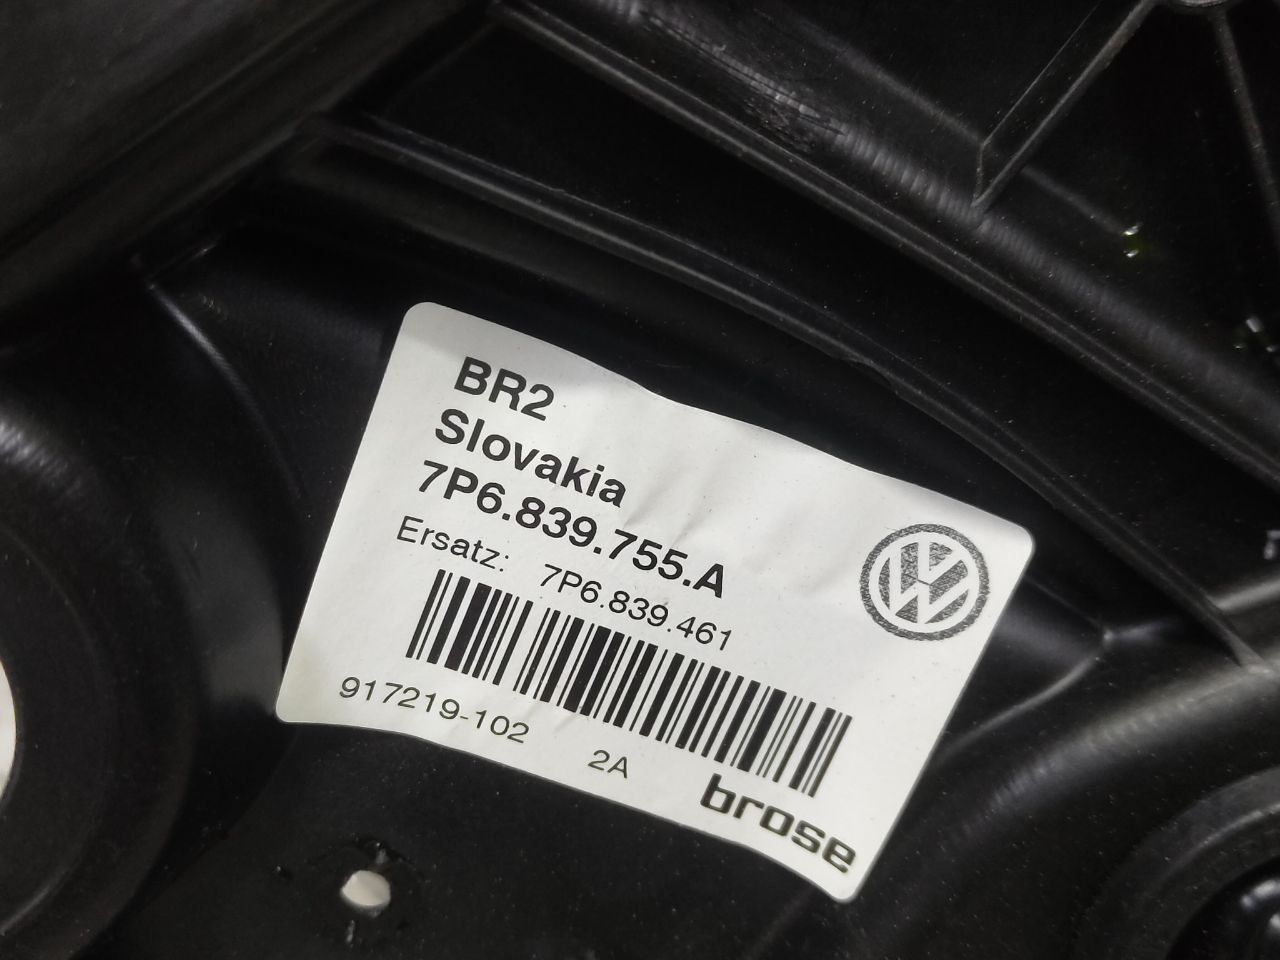 BR2
Slovakia
7P6.839.755.A
Ersatz: 7P6.839.461
917219-102 2A
brose